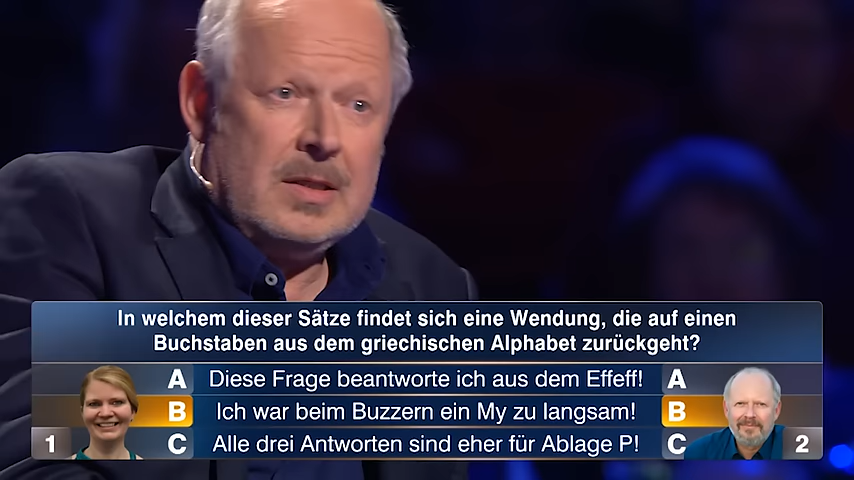 In welchem dieser Sätze findet sich eine Wendung, die auf einen
Buchstaben aus dem griechischen Alphabet zurückgeht?
A Diese Frage beantworte ich aus dem Effeff! A
B Ich war beim Buzzern ein My zu langsam! B
1 C Alle drei Antworten sind eher für Ablage P! C 2